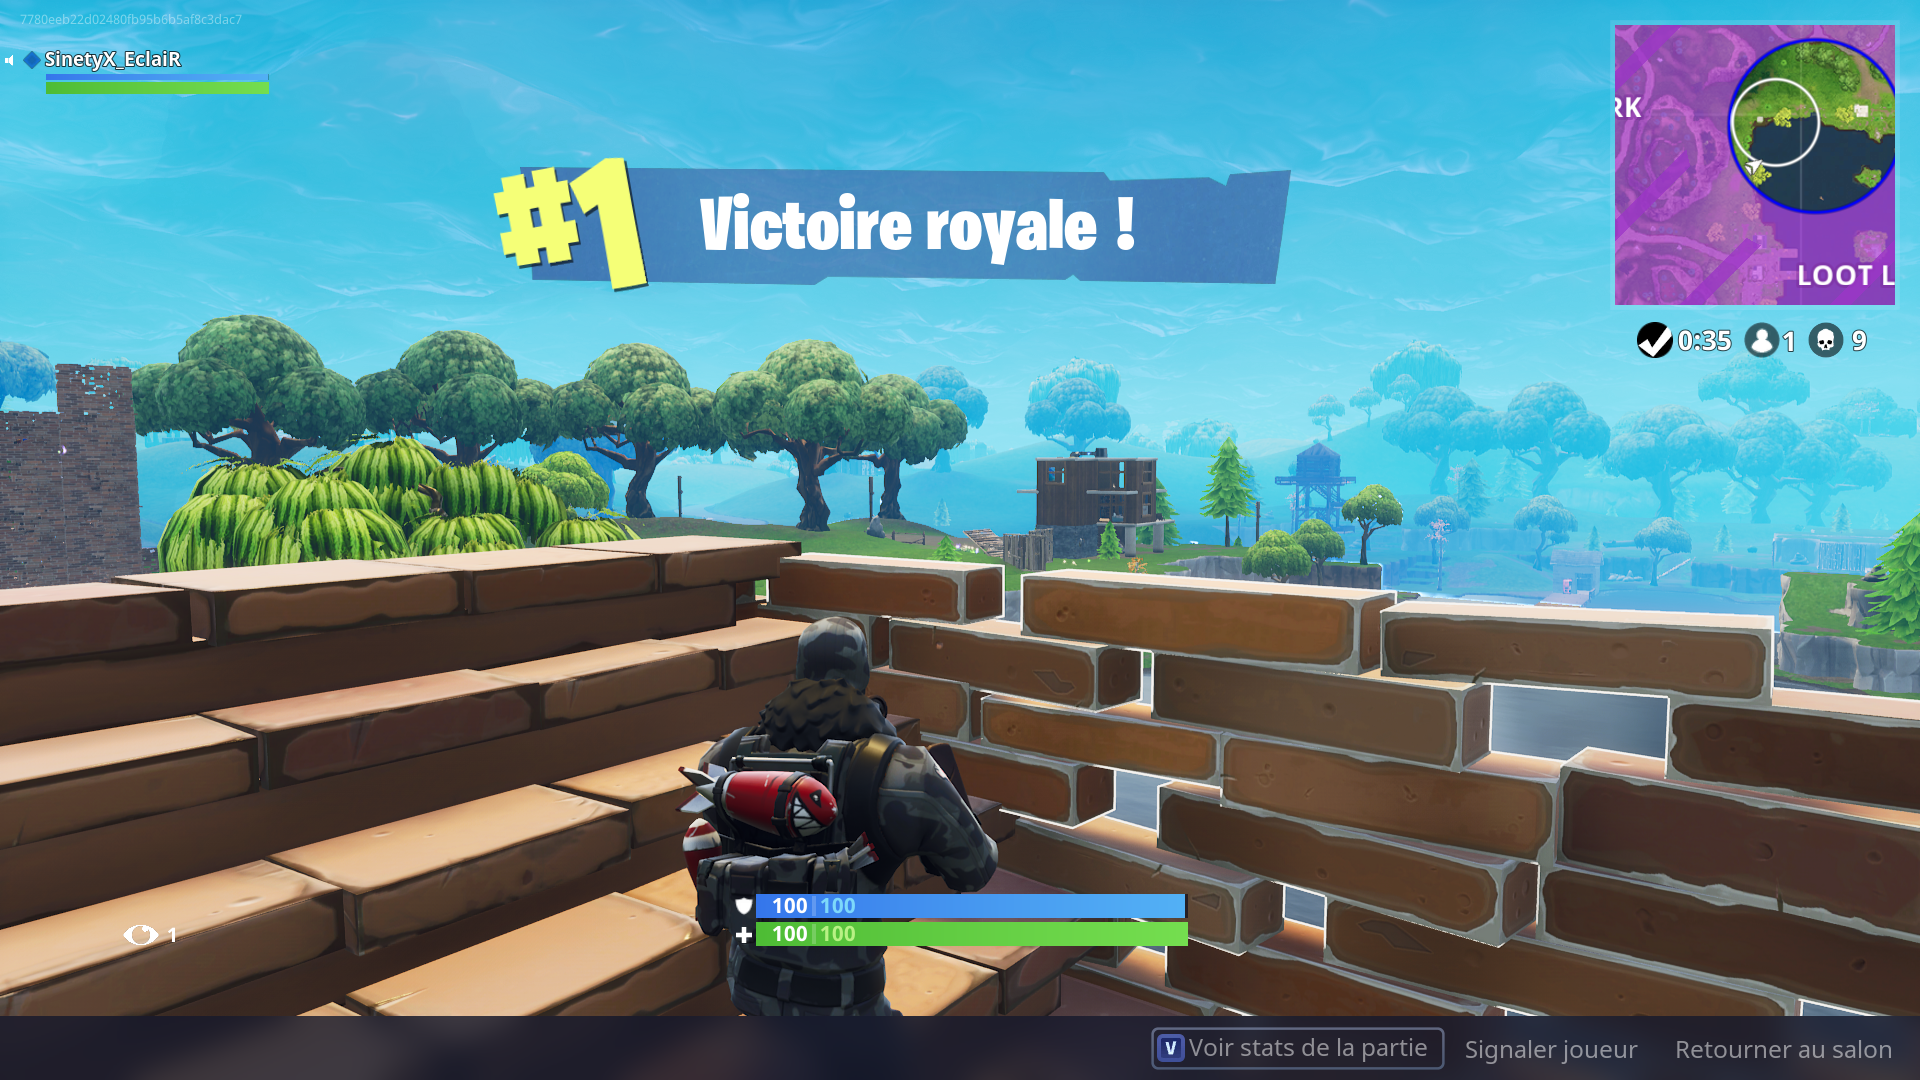 7780eeb22d02480fb95b6b5af8c3dac7
SinetyX_EclaiR
#1 Victoire royale !
RK
LOOT L
0:35 1 9
100 | 100
100 | 100
1
V Voir stats de la partie Signaler joueur Retourner au salon